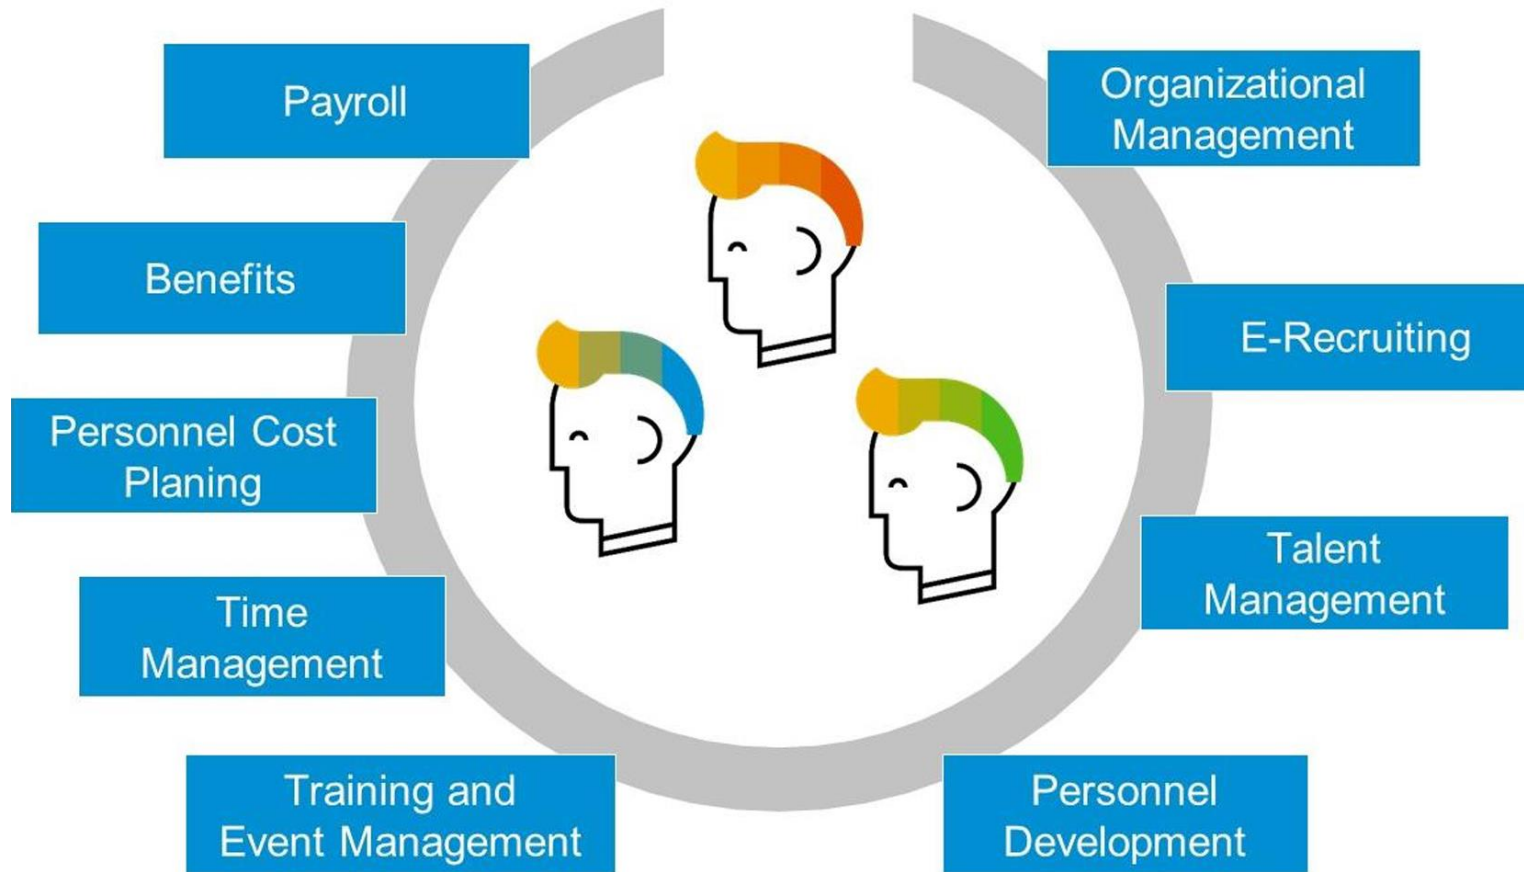 Payroll
Organizational
Management
Benefits
E-Recruiting
Personnel Cost
Planing
Talent
Management
Time
Management
Training and
Event Management
Personnel
Development